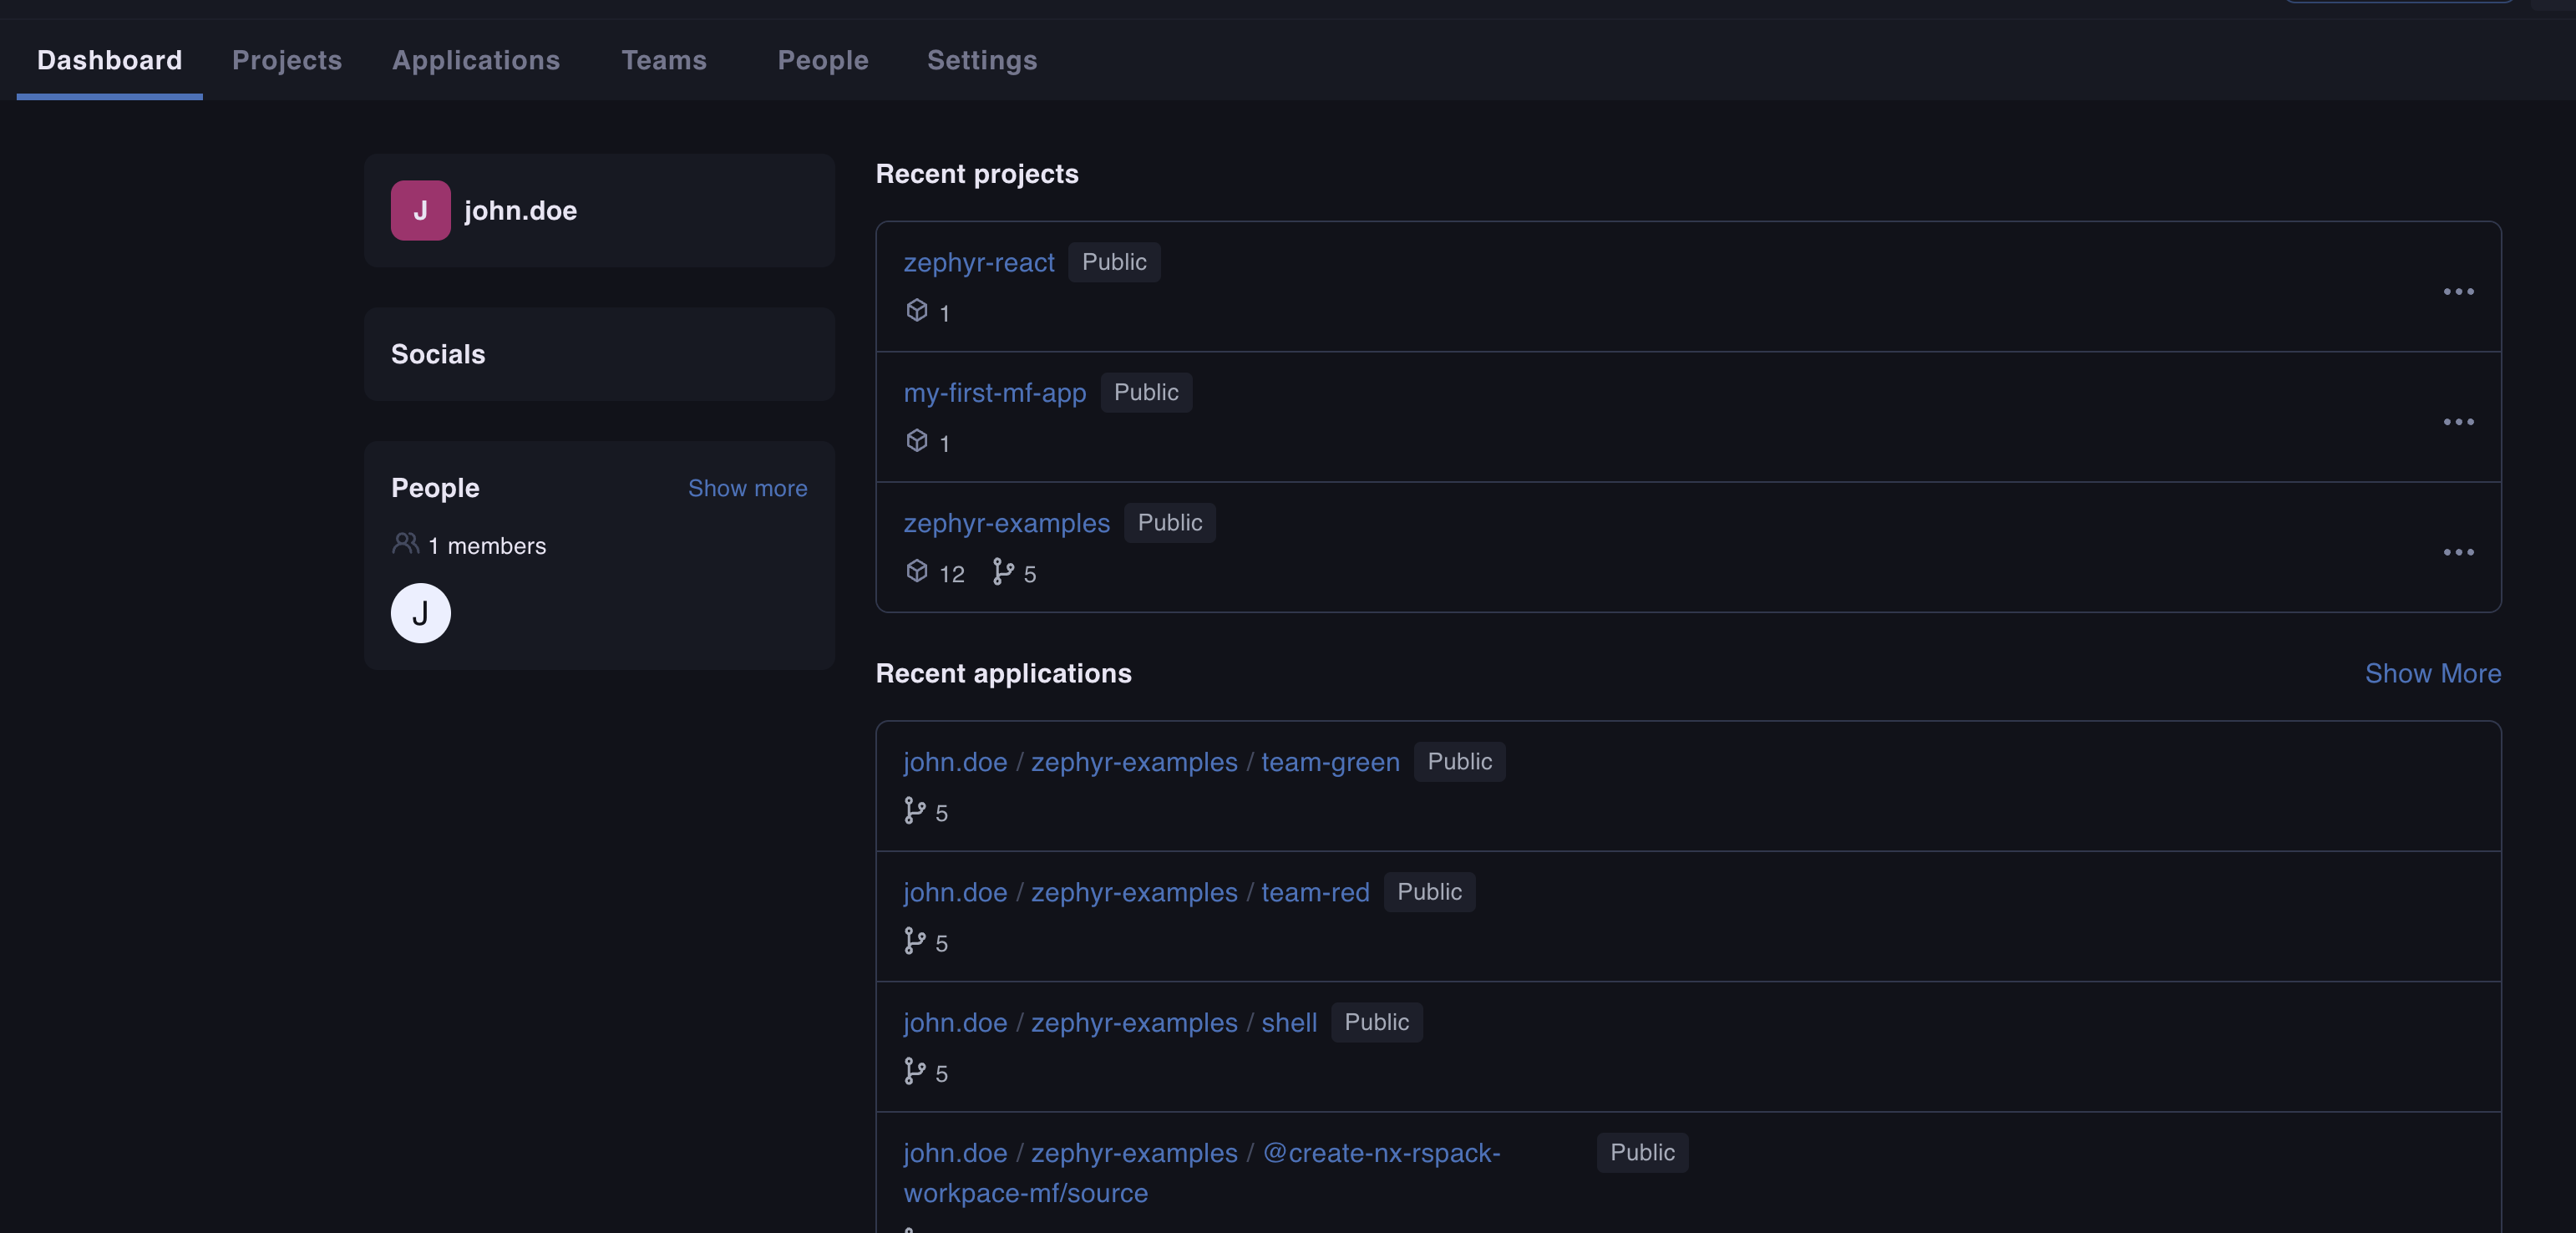 Dashboard Projects Applications Teams People Settings
J john.doe
Socials
People Show more
1 members
J
Recent projects
zephyr-react Public
1
my-first-mf-app Public
1
zephyr-examples Public
12 5
Recent applications Show More
john.doe / zephyr-examples / team-green Public
5
john.doe / zephyr-examples / team-red Public
5
john.doe / zephyr-examples / shell Public
5
john.doe / zephyr-examples / @create-nx-rspack- Public
workpace-mf/source